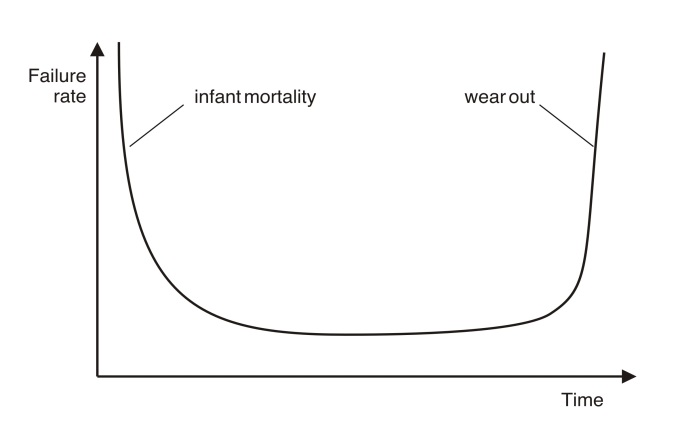 Failure
rate
infant mortality
wear out
Time